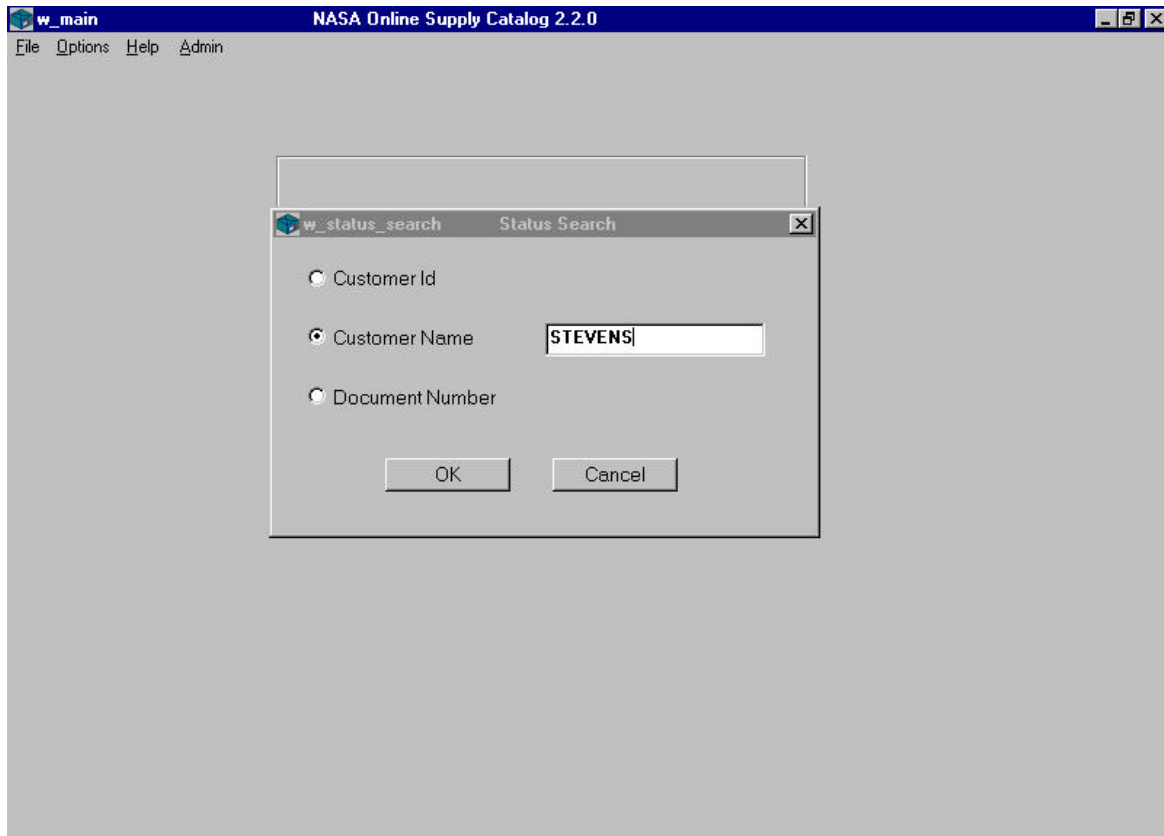 w_main NASA Online Supply Catalog 2.2.0
File Options Help Admin
w_status_search Status Search
Customer Id
Customer Name STEVENS
Document Number
OK Cancel